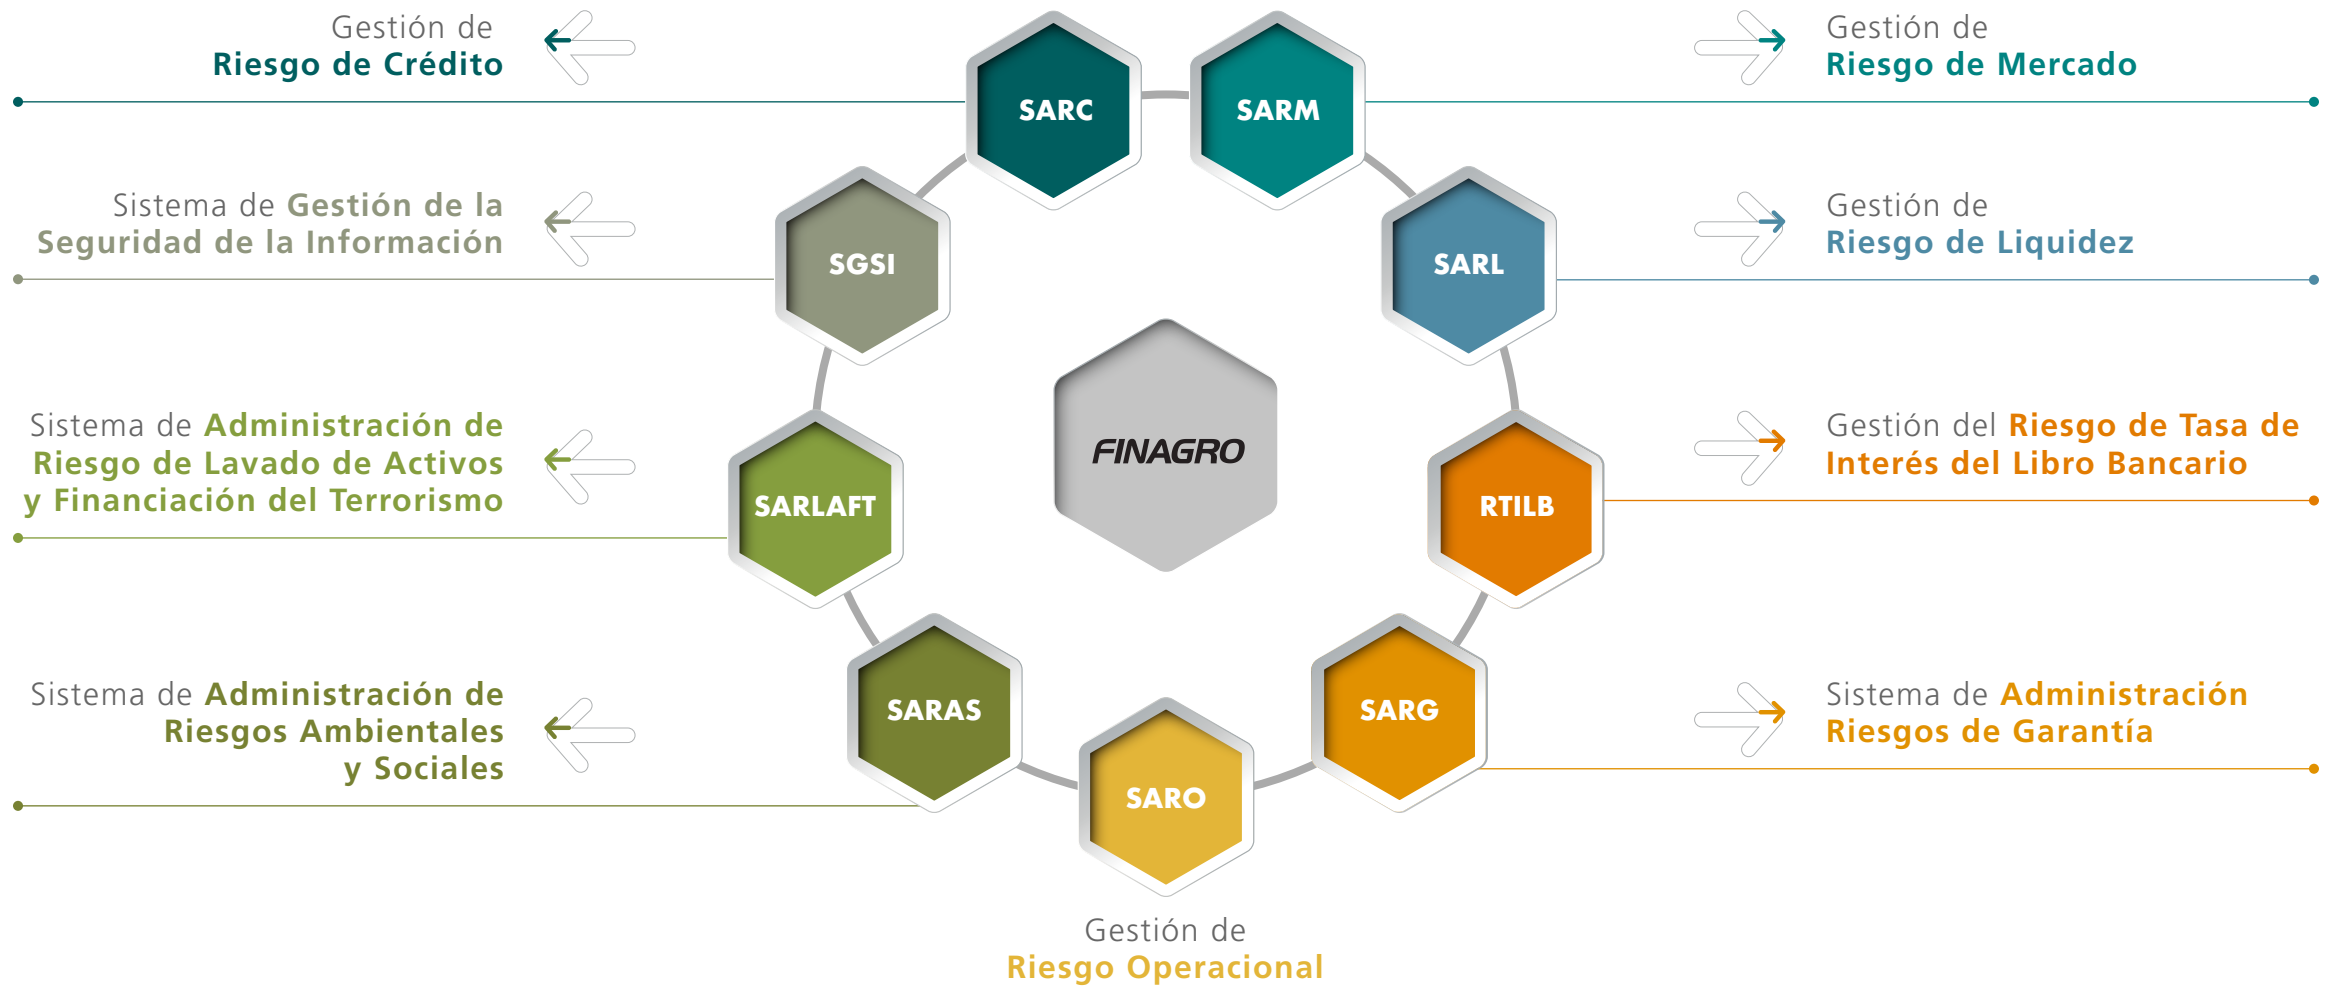 Gestión de
Riesgo de Crédito
SARC
SARM
Gestión de
Riesgo de Mercado
Sistema de Gestión de la
Seguridad de la Información
SGSI
SARL
Gestión de
Riesgo de Liquidez
FINAGRO
Sistema de Administración de
Riesgo de Lavado de Activos
y Financiación del Terrorismo
SARLAFT
RTILB
Gestión del Riesgo de Tasa de
Interés del Libro Bancario
Sistema de Administración de
Riesgos Ambientales
y Sociales
SARAS
SARG
Sistema de Administración
Riesgos de Garantía
SARO
Gestión de
Riesgo Operacional